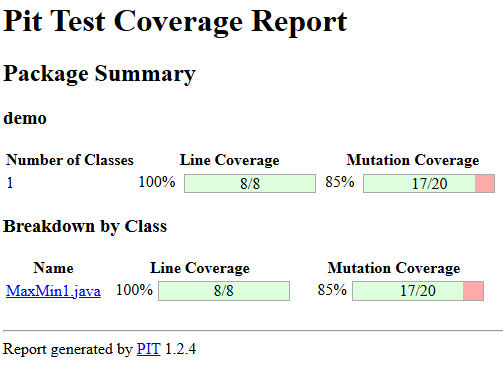 Pit Test Coverage Report
Package Summary
demo
Number of Classes Line Coverage Mutation Coverage
1 100% 8/8 85% 17/20
Breakdown by Class
Name Line Coverage Mutation Coverage
MaxMin1.java 100% 8/8 85% 17/20
Report generated by PIT 1.2.4